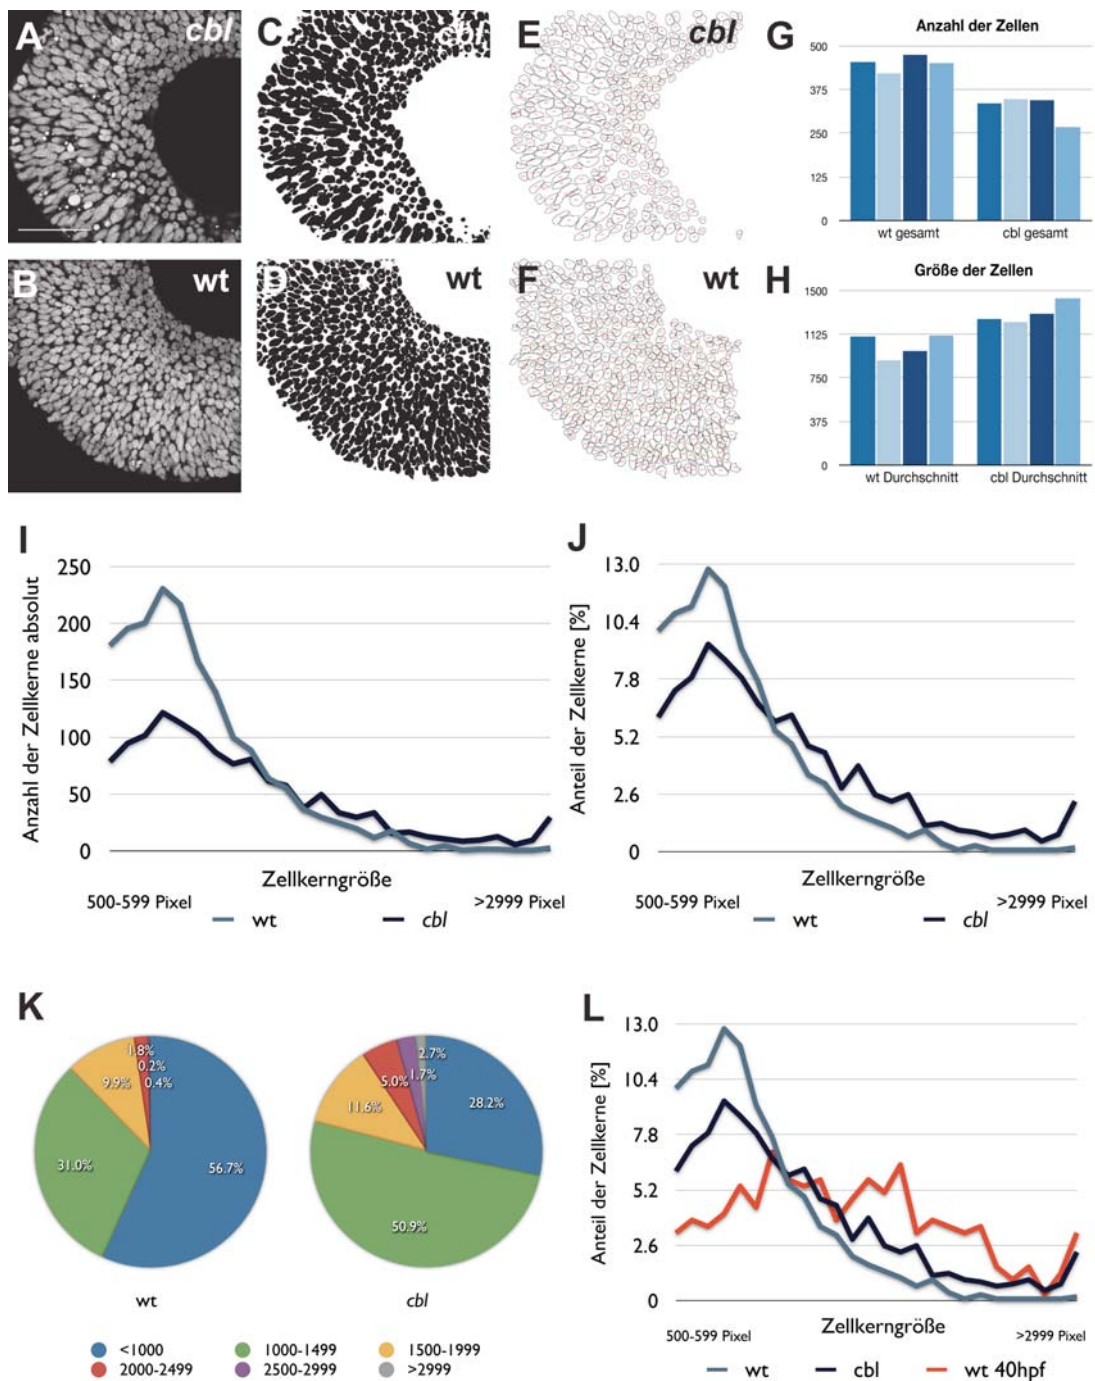 A cbl
C cbl
E cbl
G Anzahl der Zellen
500
375
250
125
0
wt gesamt cbl gesamt
B wt
D wt
F wt
H Größe der Zellen
1500
1125
750
375
0
wt Durchschnitt cbl Durchschnitt
I
Anzahl der Zellkerne absolut
250
200
150
100
50
0
Zellkerngröße
500-599 Pixel >2999 Pixel
wt cbl
J
Anteil der Zellkerne [%]
13.0
10.4
7.8
5.2
2.6
0
Zellkerngröße
500-599 Pixel >2999 Pixel
wt cbl
K
1.8%
0.2%
0.4%
9.9%
31.0%
56.7%
wt
2.7%
1.7%
5.0%
11.6%
28.2%
50.9%
cbl
<1000 1000-1499 1500-1999
2000-2499 2500-2999 >2999
L
Anteil der Zellkerne [%]
13.0
10.4
7.8
5.2
2.6
0
Zellkerngröße
500-599 Pixel >2999 Pixel
wt cbl wt 40hpf